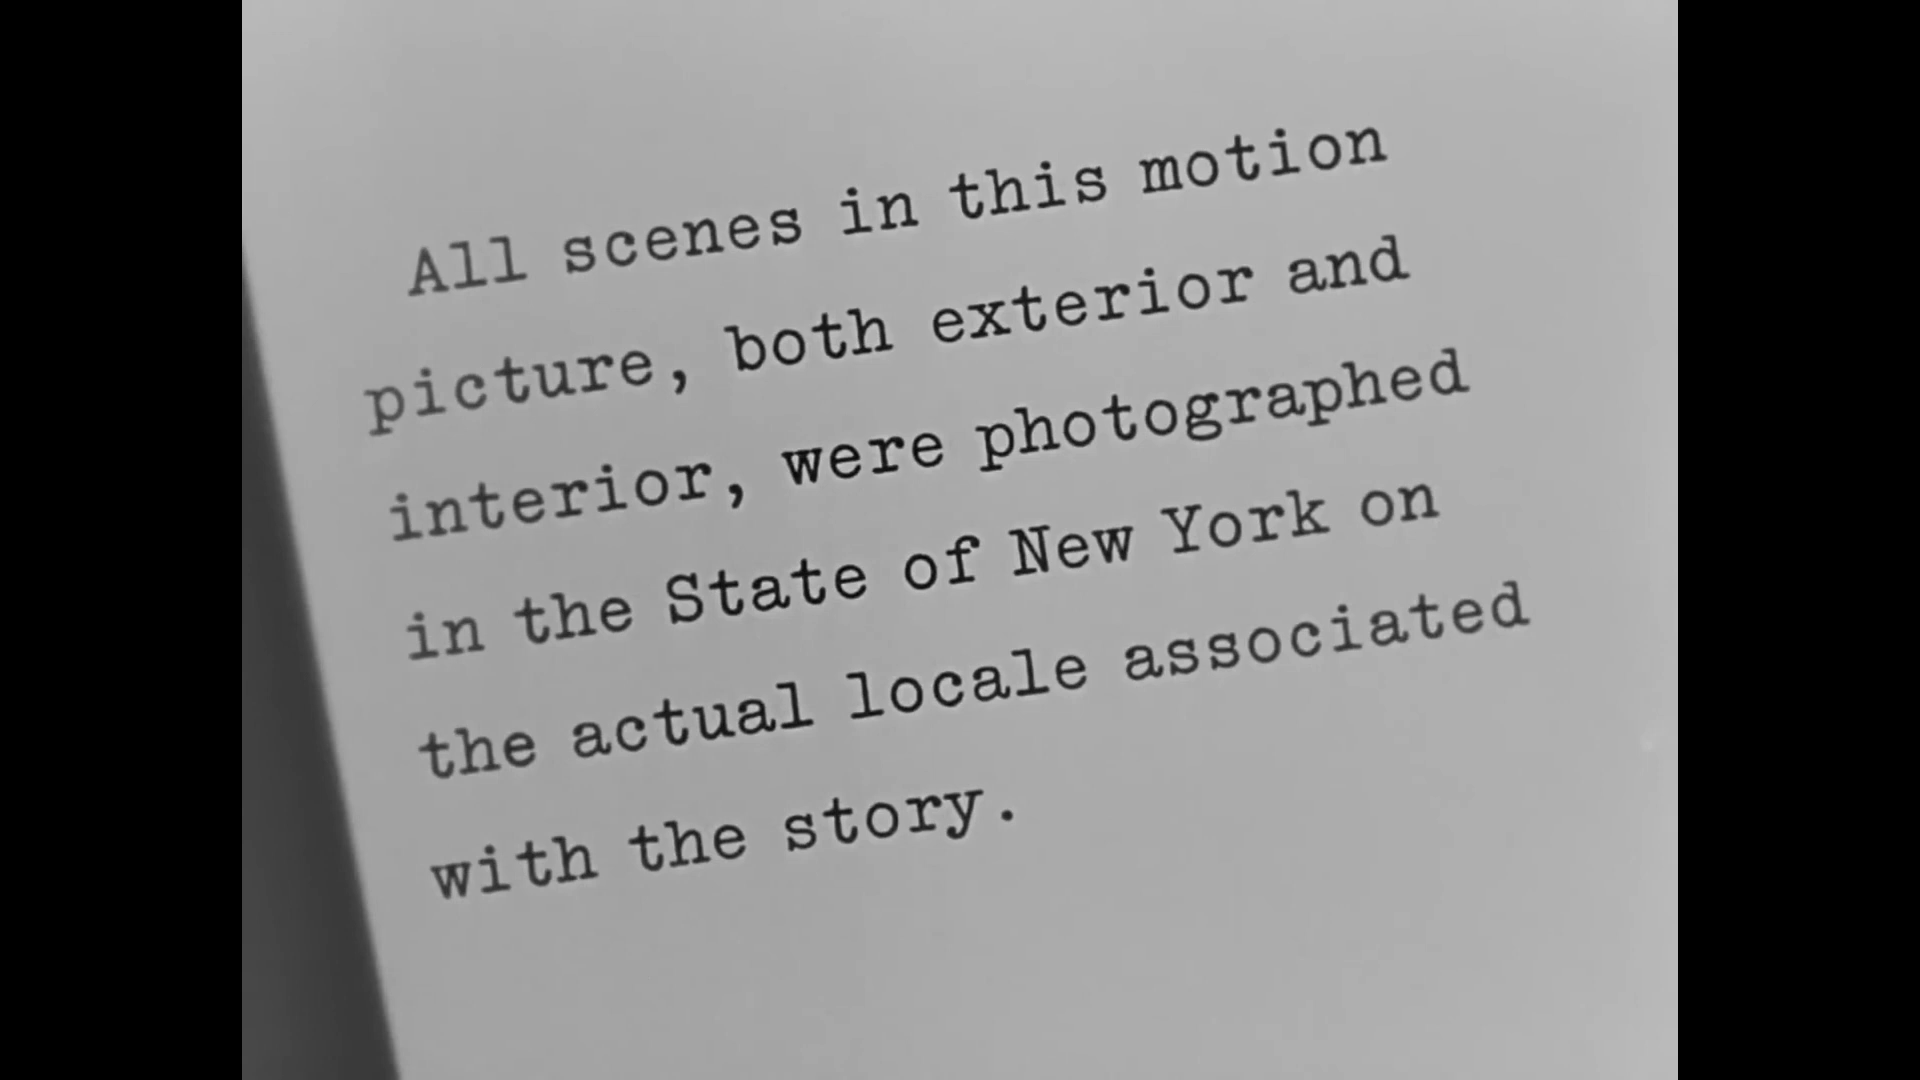 All scenes in this motion
picture, both exterior and
interior, were photographed
in the State of New York on
the actual locale associated
with the story.